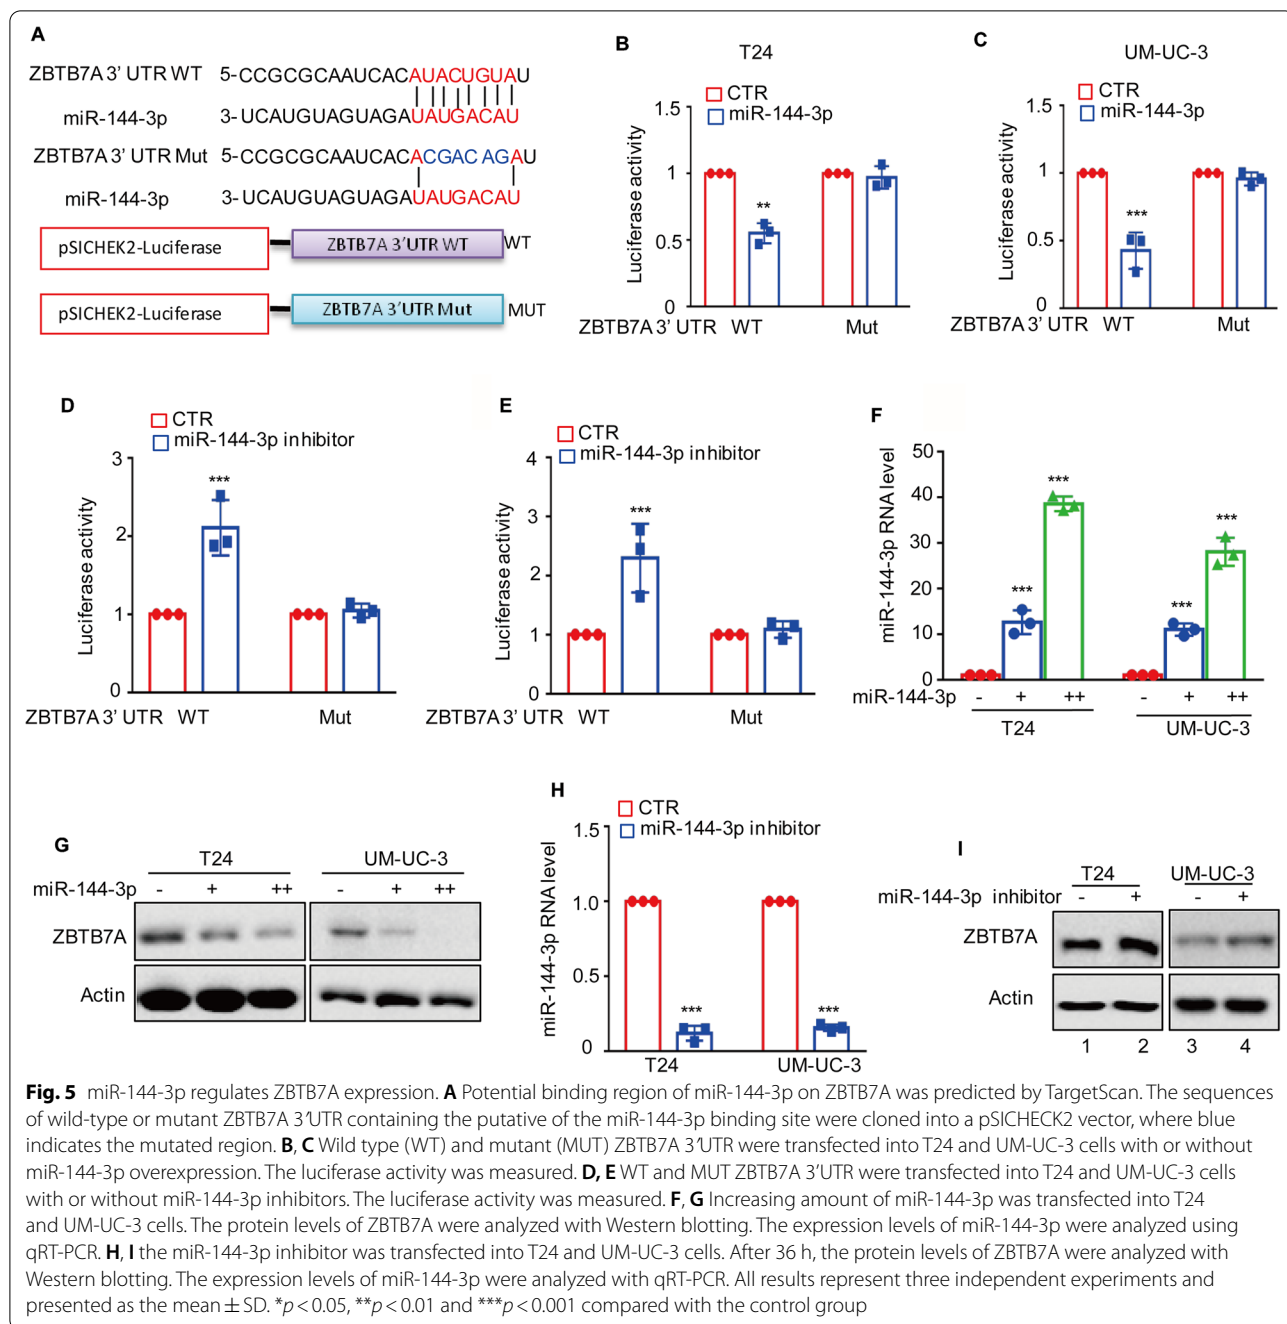 A
ZBTB7A 3' UTR WT 5-CCGCGCAAUCACAUACUGUAU
miR-144-3p 3-UCAUGUAGUAGAUAUGACAU
ZBTB7A 3' UTR Mut 5-CCGCGCAAUCACACGACAGAU
miR-144-3p 3-UCAUGUAGUAGAUAUGACAU
pSICHEK2-Luciferase ZBTB7A 3'UTR WT WT
pSICHEK2-Luciferase ZBTB7A 3'UTR Mut MUT
B
T24
CTR
miR-144-3p
Luciferase activity
1.5
1
0.5
0
**
ZBTB7A 3' UTR WT Mut
C
UM-UC-3
CTR
miR-144-3p
Luciferase activity
1.5
1
0.5
0
***
ZBTB7A 3' UTR WT Mut
D
CTR
miR-144-3p inhibitor
Luciferase activity
3
2
1
0
***
ZBTB7A 3' UTR WT Mut
E
CTR
miR-144-3p inhibitor
Luciferase activity
4
3
2
1
0
***
ZBTB7A 3' UTR WT Mut
F
miR-144-3p RNA level
50
40
30
20
10
0
*** *** *** ***
miR-144-3p - + ++ - + ++
T24 UM-UC-3
G
T24 UM-UC-3
miR-144-3p - + ++ - + ++
ZBTB7A
Actin
H
CTR
miR-144-3p inhibitor
miR-144-3p RNA level
1.5
1.0
0.5
0
*** ***
T24 UM-UC-3
I
T24 UM-UC-3
miR-144-3p inhibitor - + - +
ZBTB7A
Actin
1 2 3 4
Fig. 5 miR-144-3p regulates ZBTB7A expression. A Potential binding region of miR-144-3p on ZBTB7A was predicted by TargetScan. The sequences
of wild-type or mutant ZBTB7A 3'UTR containing the putative of the miR-144-3p binding site were cloned into a pSICHECK2 vector, where blue
indicates the mutated region. B, C Wild type (WT) and mutant (MUT) ZBTB7A 3'UTR were transfected into T24 and UM-UC-3 cells with or without
miR-144-3p overexpression. The luciferase activity was measured. D, E WT and MUT ZBTB7A 3'UTR were transfected into T24 and UM-UC-3 cells
with or without miR-144-3p inhibitors. The luciferase activity was measured. F, G Increasing amount of miR-144-3p was transfected into T24
and UM-UC-3 cells. The protein levels of ZBTB7A were analyzed with Western blotting. The expression levels of miR-144-3p were analyzed using
qRT-PCR. H, I the miR-144-3p inhibitor was transfected into T24 and UM-UC-3 cells. After 36 h, the protein levels of ZBTB7A were analyzed with
Western blotting. The expression levels of miR-144-3p were analyzed with qRT-PCR. All results represent three independent experiments and
presented as the mean ± SD. *p < 0.05, **p < 0.01 and ***p < 0.001 compared with the control group